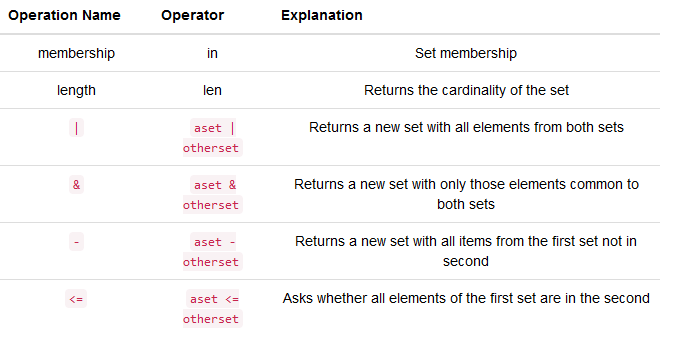 Operation Name Operator Explanation
membership in Set membership
length len Returns the cardinality of the set
| aset | Returns a new set with all elements from both sets
otherset
& aset & Returns a new set with only those elements common to
otherset both sets
- aset - Returns a new set with all items from the first set not in
otherset second
<= aset <= Asks whether all elements of the first set are in the second
otherset